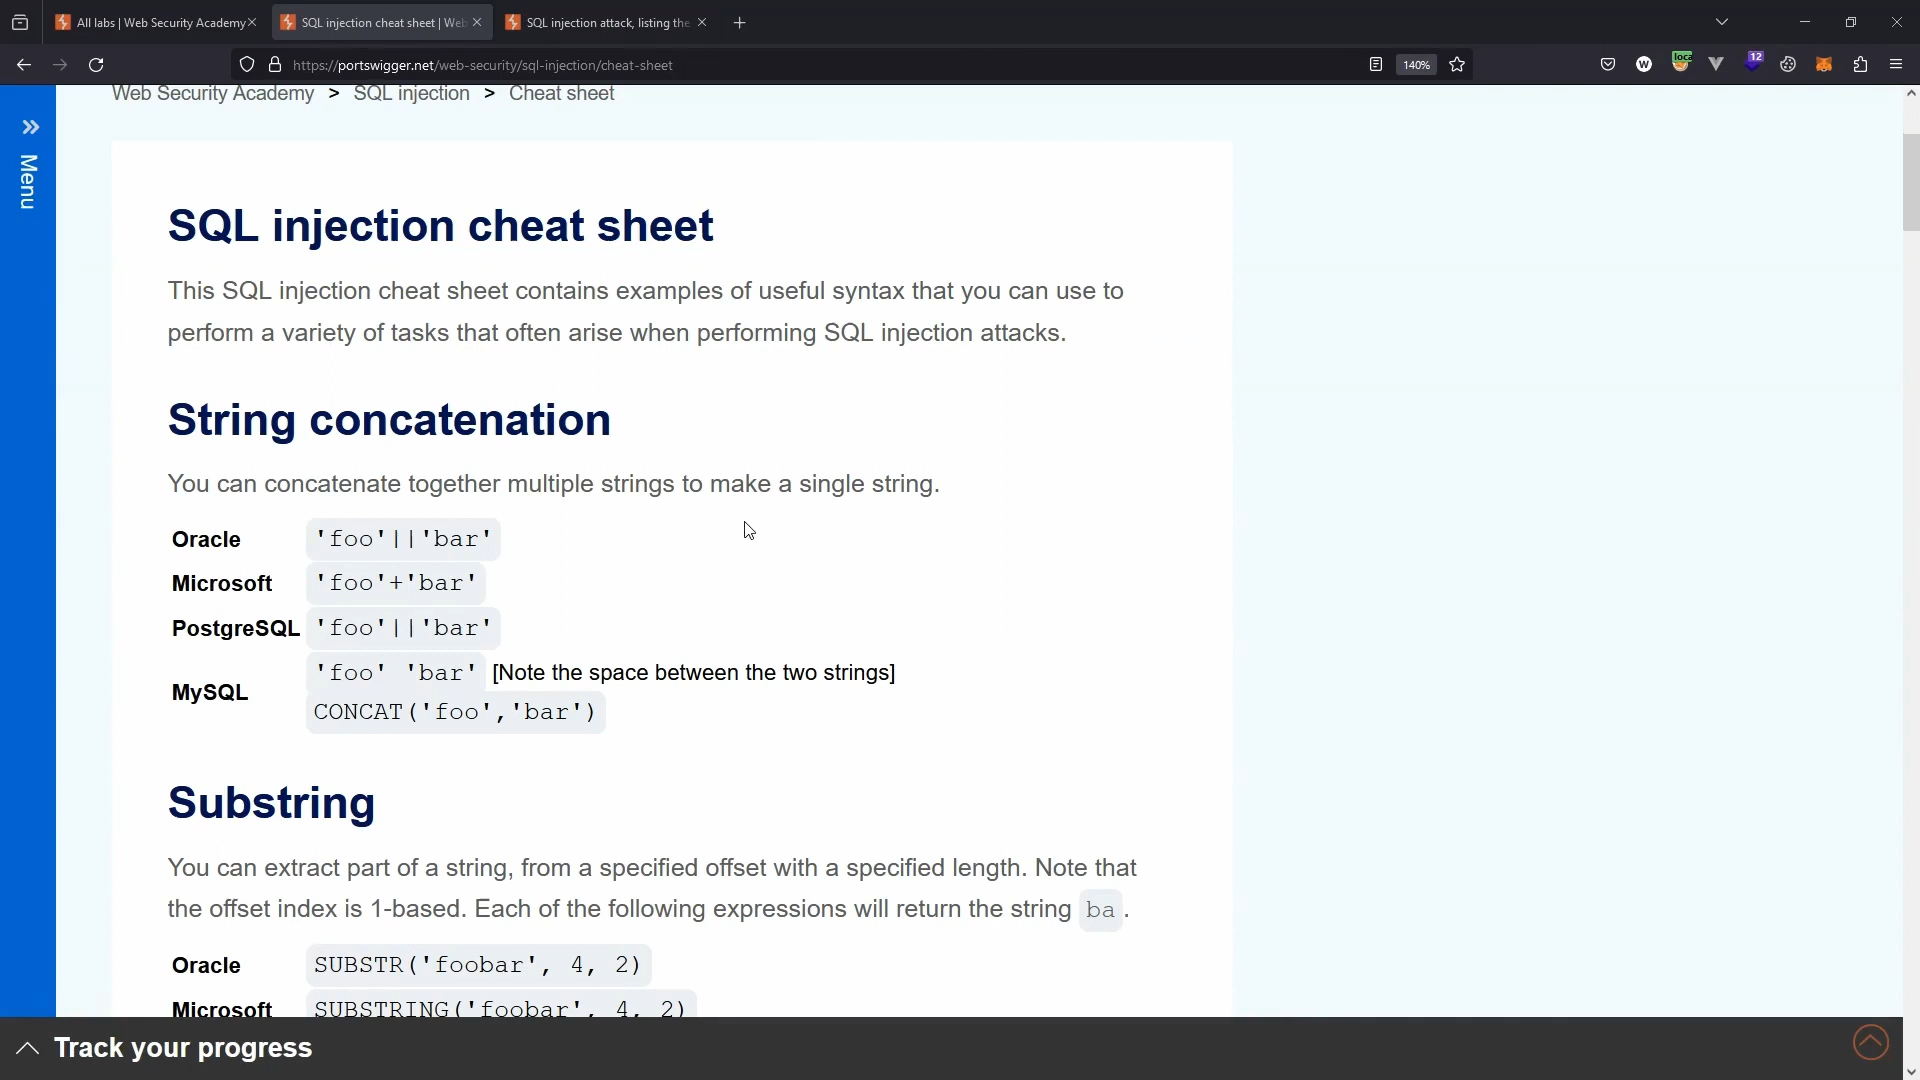 All labs | Web Security Academy
SQL injection cheat sheet | Web
SQL injection attack, listing the
https://portswigger.net/web-security/sql-injection/cheat-sheet
140%
W
loca
12
Menu
Web Security Academy > SQL injection > Cheat sheet
SQL injection cheat sheet
This SQL injection cheat sheet contains examples of useful syntax that you can use to
perform a variety of tasks that often arise when performing SQL injection attacks.
String concatenation
You can concatenate together multiple strings to make a single string.
Oracle 'foo'||'bar'
Microsoft 'foo'+'bar'
PostgreSQL 'foo'||'bar'
MySQL 'foo' 'bar' [Note the space between the two strings]
CONCAT('foo','bar')
Substring
You can extract part of a string, from a specified offset with a specified length. Note that
the offset index is 1-based. Each of the following expressions will return the string ba.
Oracle SUBSTR('foobar', 4, 2)
Microsoft SUBSTRING('foobar', 4, 2)
Track your progress